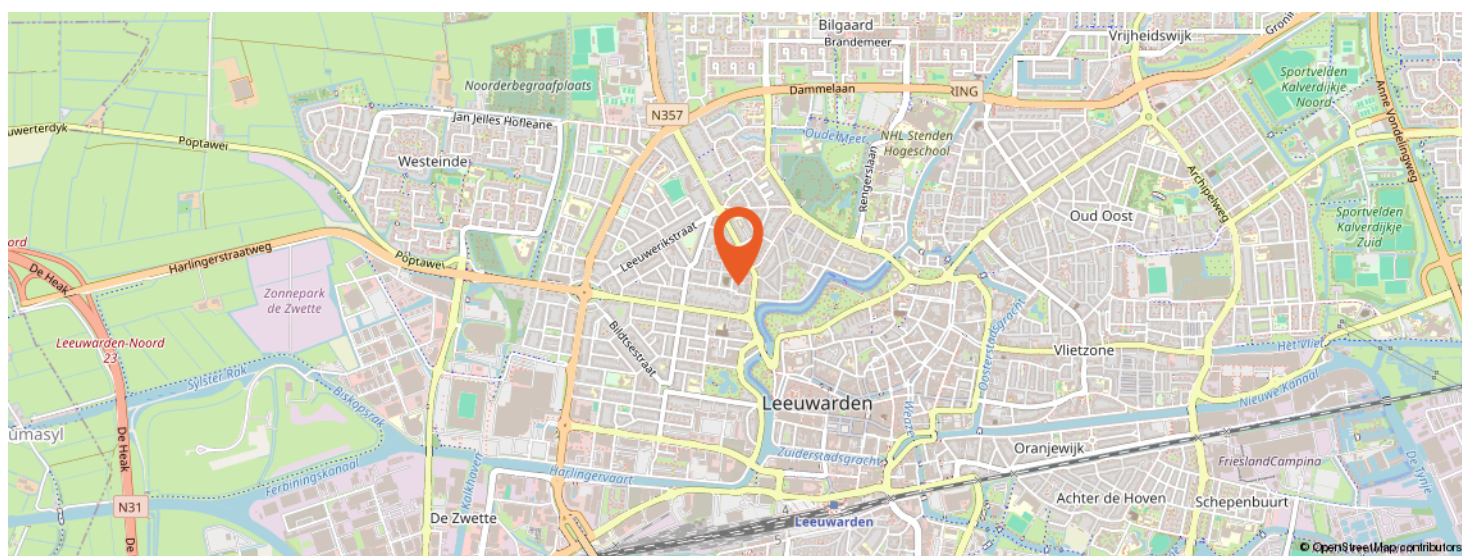 Bilgaard
Brandemeer
Vrijheidswijk
Noorderbegraafplaats
Dammelaan
RING
Sportvelden
Kalverdijkje
Noord
Anne Vondelingweg
N357
Jan Jelles Hofleane
Oude Meer
NHL Stenden
Hogeschool
Poptawei
Westeinde
Rengerslaan
Archipelweg
Oud Oost
Sportvelden
Kalverdijkje
Zuid
Leeuwerikstraat
Harlingerstraatweg
Poptawei
De Heak
Zonnepark
de Zwette
Leeuwarden-Noord
23
Bildtsestraat
Oosterstadsgracht
Vlietzone
Het Vliet
Sylster Rak
Biskopsrak
Leeuwarden
Nieuwe Kanaal
De Heak
Oranjewijk
Zuiderstadsgracht
FrieslandCampina
De Tynje
Ferbiningskanaal
Kalkhaven
Harlingervaart
Achter de Hoven
Schepenbuurt
N31
De Zwette
4
Leeuwarden
5
© OpenStreetMap contributors